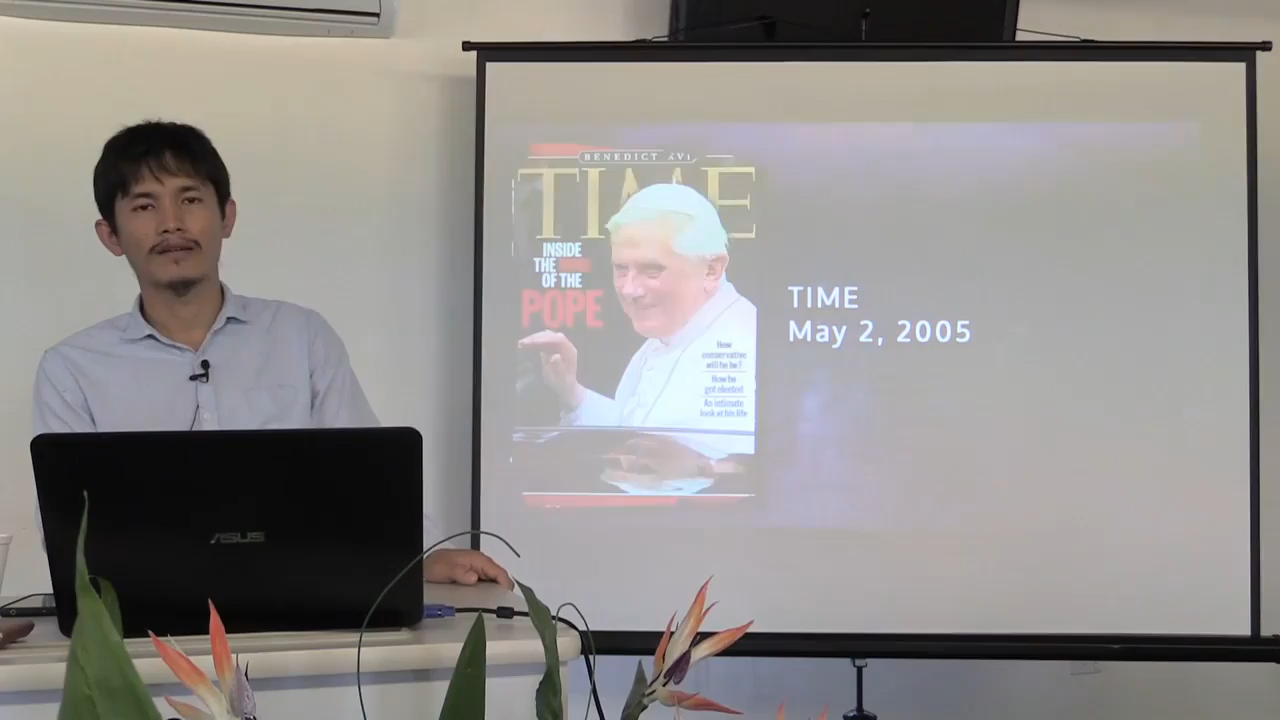 BENEDICT XVI
TIME
INSIDE
THE
OF THE
POPE
How
conservative
will he be?
How he
got elected
An intimate
look at his life
TIME
May 2, 2005
ASUS